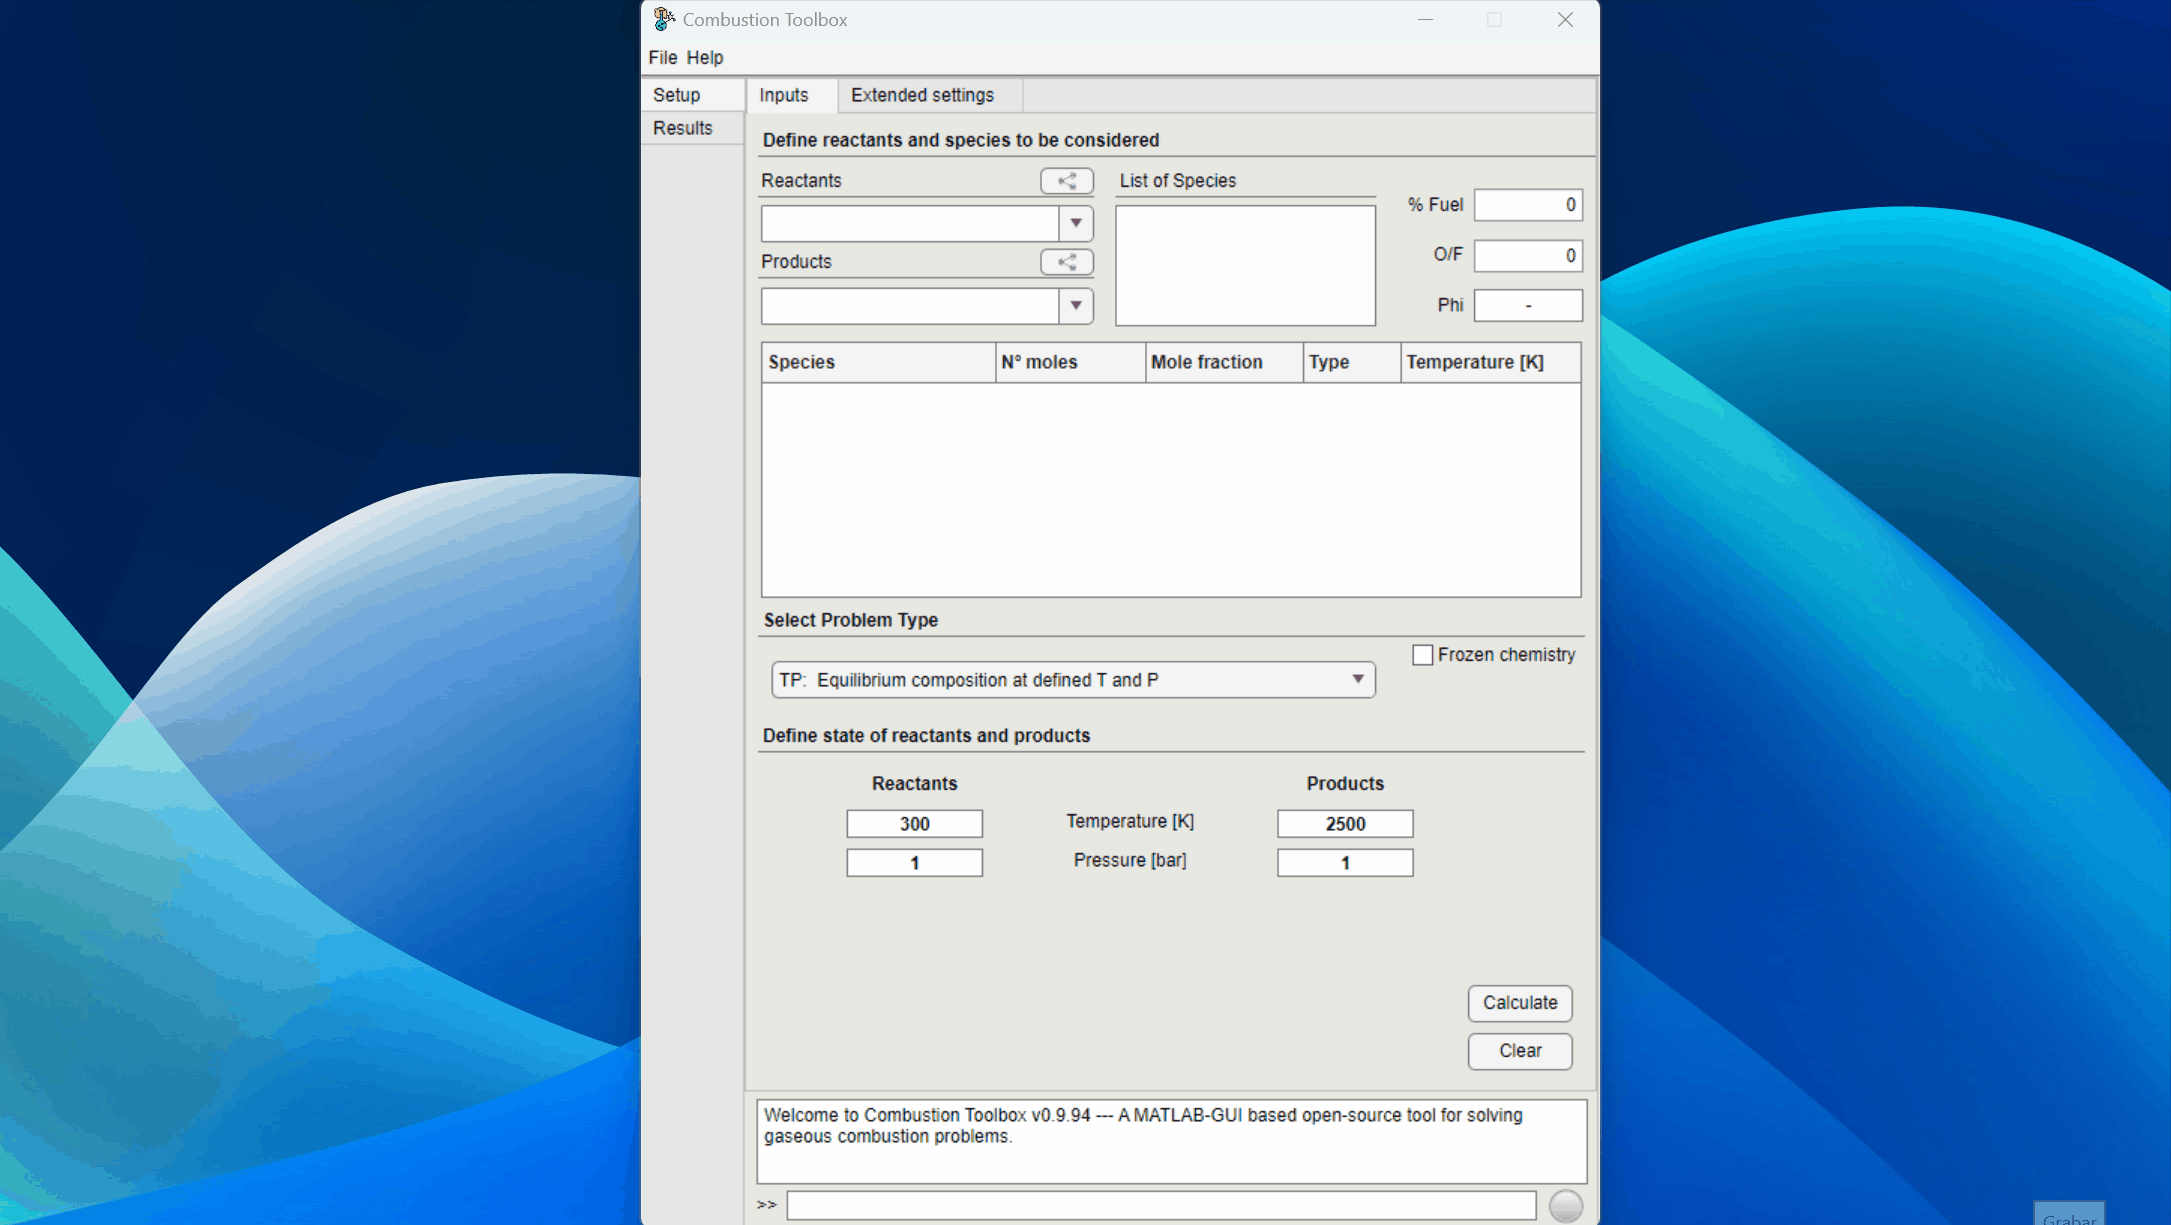 Combustion Toolbox
File Help
Setup
Inputs
Extended settings
Results
Define reactants and species to be considered
Reactants
List of Species
% Fuel 0
O/F 0
Products
Phi -
Species N° moles Mole fraction Type Temperature [K]
Select Problem Type
Frozen chemistry
TP: Equilibrium composition at defined T and P
Define state of reactants and products
Reactants Products
300 Temperature [K] 2500
1 Pressure [bar] 1
Calculate
Clear
Welcome to Combustion Toolbox v0.9.94 --- A MATLAB-GUI based open-source tool for solving
gaseous combustion problems.
>>
Grabar